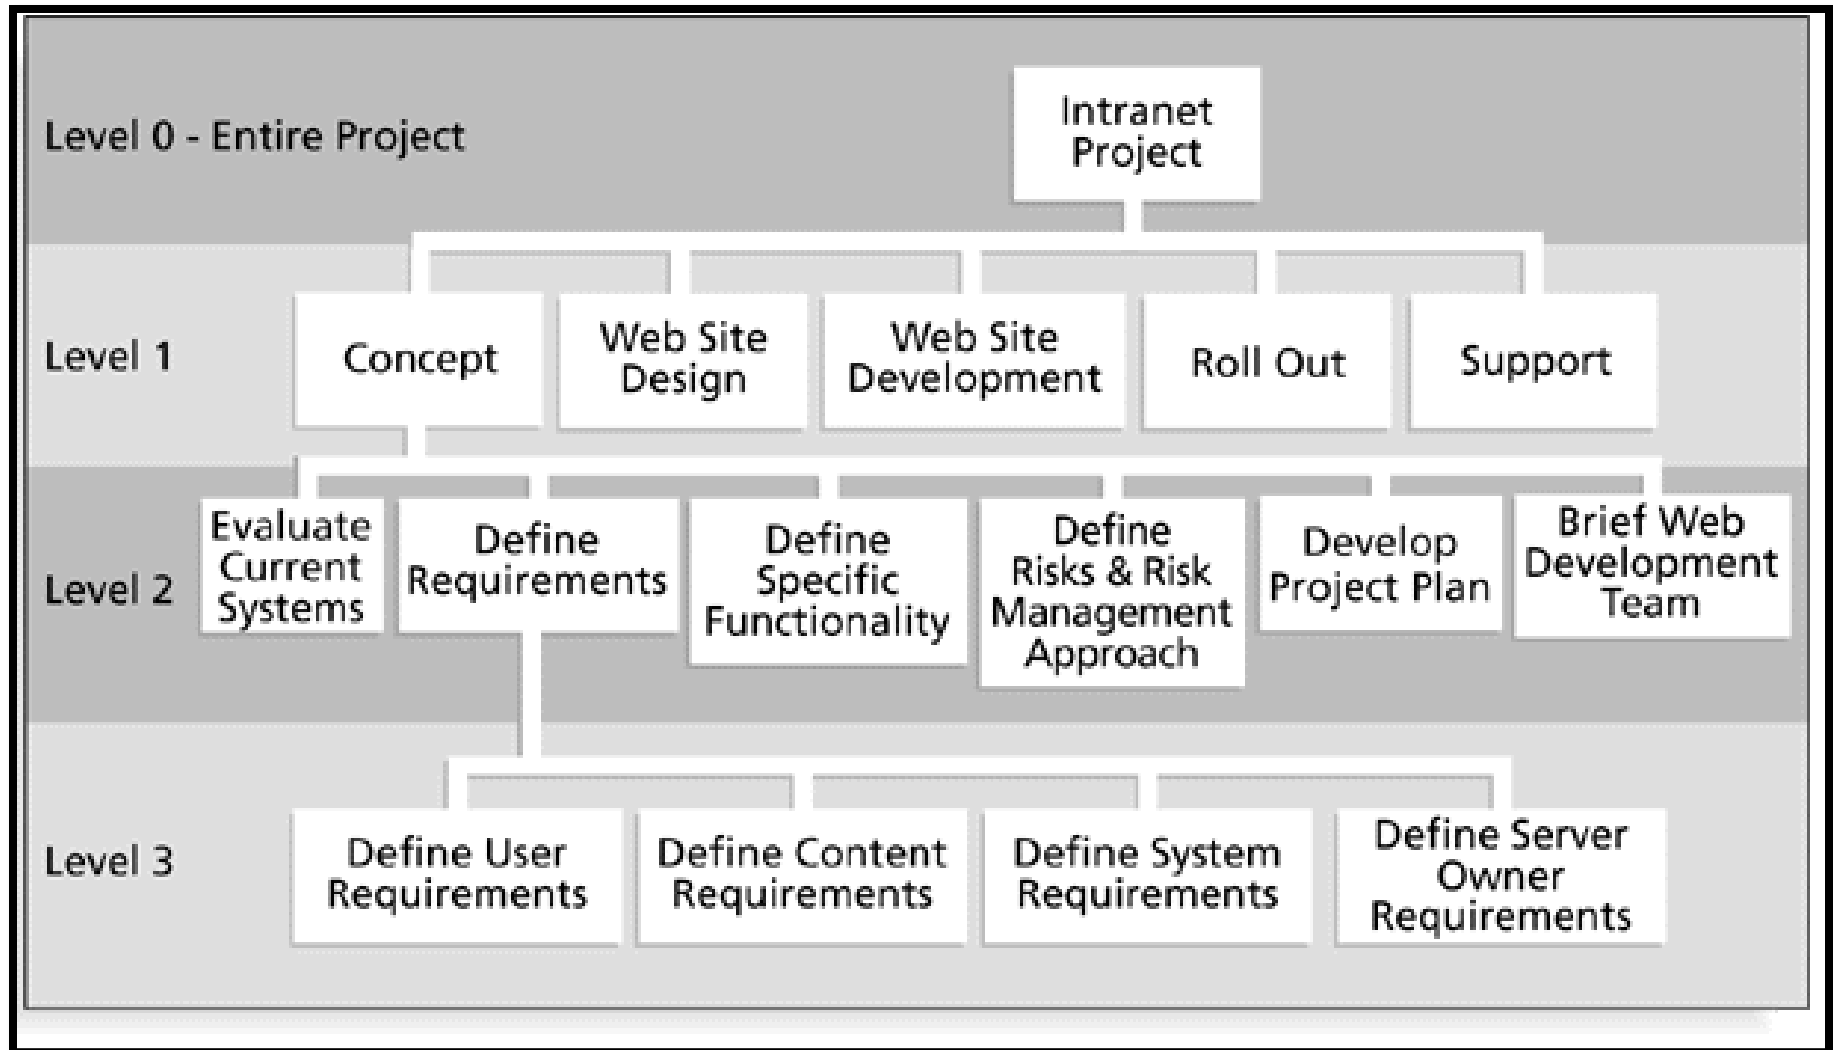 Level 0 - Entire Project
Intranet
Project
Level 1
Concept
Web Site
Design
Web Site
Development
Roll Out
Support
Level 2
Evaluate
Current
Systems
Define
Requirements
Define
Specific
Functionality
Define
Risks & Risk
Management
Approach
Develop
Project Plan
Brief Web
Development
Team
Level 3
Define User
Requirements
Define Content
Requirements
Define System
Requirements
Define Server
Owner
Requirements